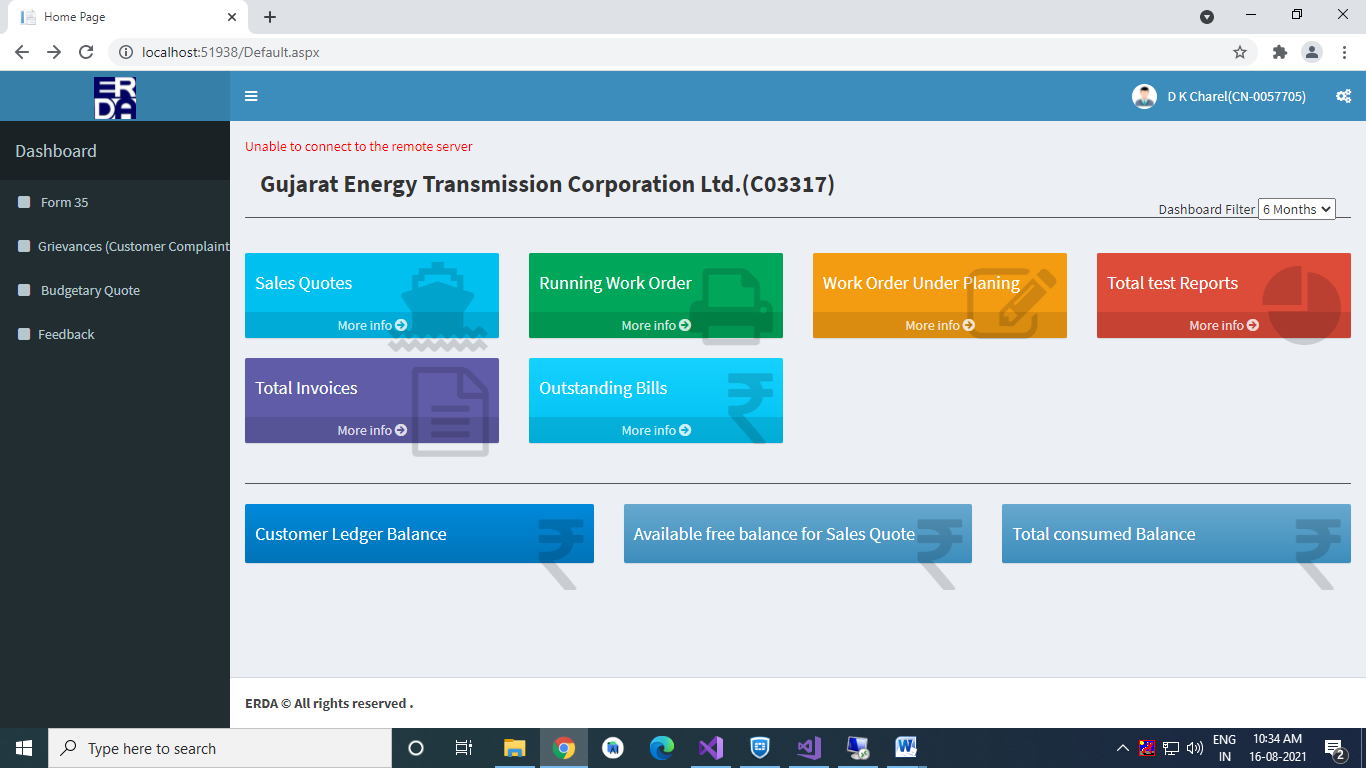 Home Page
localhost:51938/Default.aspx
ERDA
D K Charel(CN-0057705)
Dashboard
Unable to connect to the remote server
Gujarat Energy Transmission Corporation Ltd.(C03317)
Dashboard Filter 6 Months
Form 35
Grievances (Customer Complaint
Budgetary Quote
Feedback
Sales Quotes
More info
Running Work Order
More info
Work Order Under Planing
More info
Total test Reports
More info
Total Invoices
More info
Outstanding Bills
More info
Customer Ledger Balance
Available free balance for Sales Quote
Total consumed Balance
ERDA © All rights reserved .
Type here to search
ENG
IN
10:34 AM
16-08-2021
2